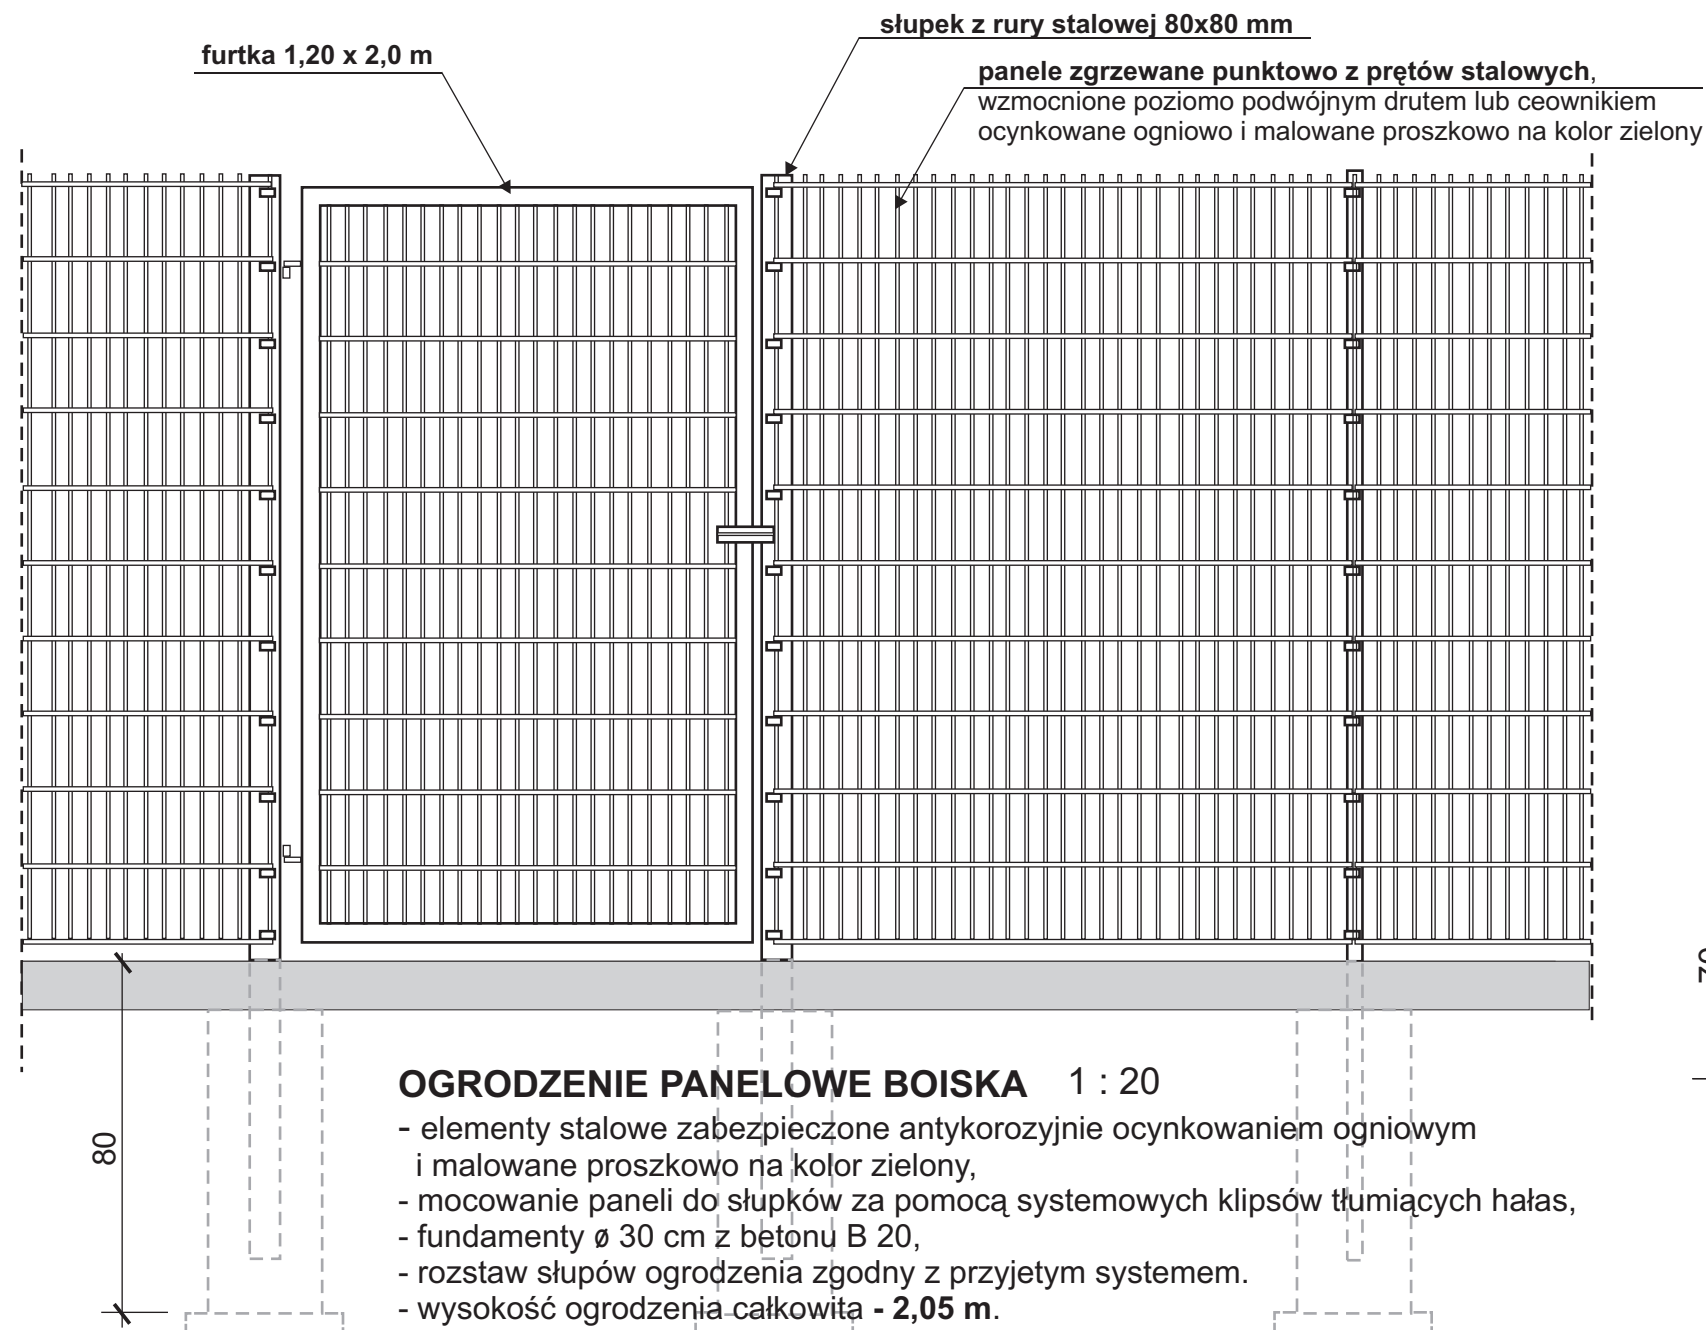 słupek z rury stalowej 80x80 mm
furtka 1,20 x 2,0 m
panele zgrzewane punktowo z prętów stalowych,
wzmocnione poziomo podwójnym drutem lub ceownikiem
ocynkowane ogniowo i malowane proszkowo na kolor zielony
OGRODZENIE PANELOWE BOISKA 1 : 20
- elementy stalowe zabezpieczone antykorozyjnie ocynkowaniem ogniowym
i malowane proszkowo na kolor zielony,
- mocowanie paneli do słupków za pomocą systemowych klipsów tłumiących hałas,
- fundamenty ø 30 cm z betonu B 20,
- rozstaw słupów ogrodzenia zgodny z przyjetym systemem.
- wysokość ogrodzenia całkowita - 2,05 m.
80